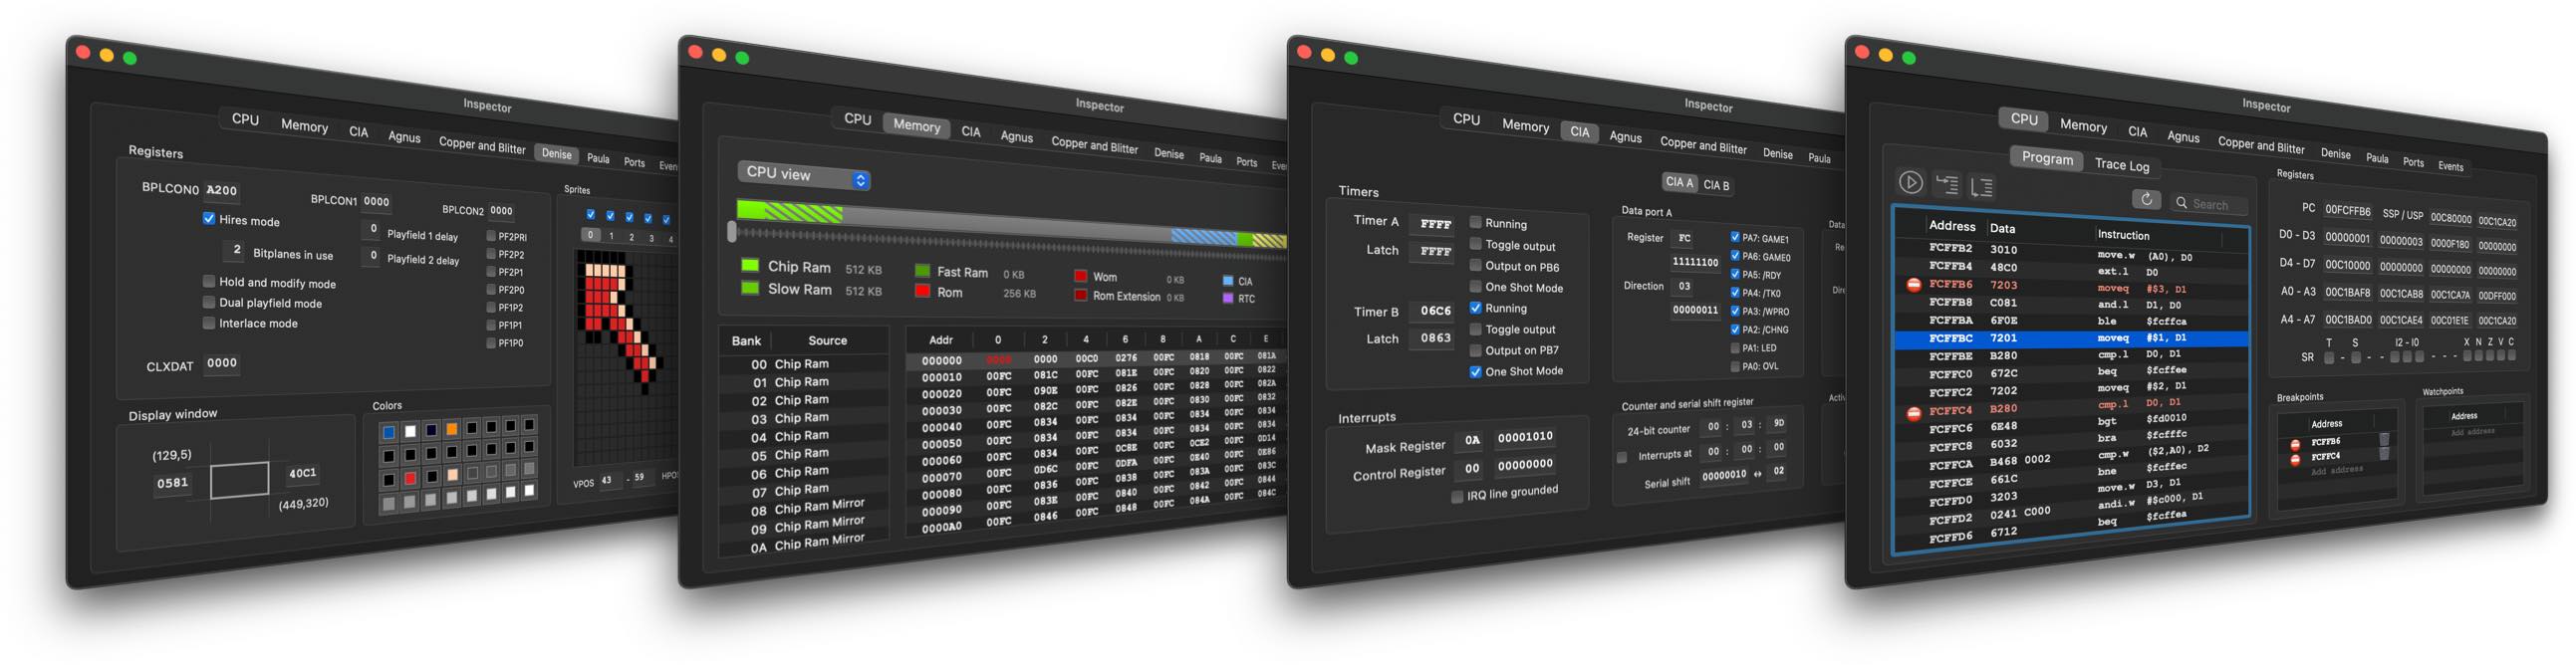 Inspector
CPU Memory CIA Agnus Copper and Blitter Denise Paula Ports
Registers
BPLCON0 A200
BPLCON1 0000
BPLCON2 0000
Hires mode
2 Bitplanes in use
0 Playfield 1 delay
0 Playfield 2 delay
Hold and modify mode
Dual playfield mode
Interlace mode
PF2PRI
PF2P2
PF2P1
PF2P0
PF1P2
PF1P1
PF1P0
CLXDAT 0000
Sprites
0 1 2 3 4
VPOS 43 - 59
Display window
(129,5)
0581
40C1
(449,320)
Colors
Inspector
CPU Memory CIA Agnus Copper and Blitter Denise Paula Ports
CPU view
Chip Ram 512 KB
Slow Ram 512 KB
Fast Ram 0 KB
Rom 256 KB
Wom 0 KB
Rom Extension 0 KB
CIA
RTC
Bank Source
00 Chip Ram
01 Chip Ram
02 Chip Ram
03 Chip Ram
04 Chip Ram
05 Chip Ram
06 Chip Ram
07 Chip Ram
08 Chip Ram Mirror
09 Chip Ram Mirror
0A Chip Ram Mirror
Addr 0 2 4 6 8 A C E
000000 0000 0000 00C0 0276 00FC 0818 00FC 081A
000010 00FC 081C 00FC 081E 00FC 0820 00FC 0822
000020 00FC 090E 00FC 0826 00FC 0828 00FC 082A
000030 00FC 082C 00FC 082E 00FC 0830 00FC 0832
000040 00FC 0834 00FC 0834 00FC 0834 00FC 0834
000050 00FC 0834 00FC 0834 00FC 0834 00FC 0834
000060 00FC 0834 00FC 0C8E 00FC 0CE2 00FC 0D14
000070 00FC 0D6C 00FC 0DFA 00FC 0E40 00FC 0E86
000080 00FC 0836 00FC 0838 00FC 083A 00FC 083C
000090 00FC 083E 00FC 0840 00FC 0842 00FC 0844
0000A0 00FC 0846 00FC 0848 00FC 084A 00FC 084C
Inspector
CPU Memory CIA Agnus Copper and Blitter Denise Paula
CIA A CIA B
Timers
Timer A FFFF
Latch FFFF
Running
Toggle output
Output on PB6
One Shot Mode
Timer B 06C6
Latch 0863
Running
Toggle output
Output on PB7
One Shot Mode
Data port A
Register FC
11111100
Direction 03
00000011
PA7: GAME1
PA6: GAME0
PA5: /RDY
PA4: /TK0
PA3: /WPRO
PA2: /CHNG
PA1: LED
PA0: OVL
Interrupts
Mask Register 0A 00001010
Control Register 00 00000000
IRQ line grounded
Counter and serial shift register
24-bit counter 00 : 03 : 9D
Interrupts at 00 : 00 : 00
Serial shift 00000010 ↔ 02
Inspector
CPU Memory CIA Agnus Copper and Blitter Denise Paula Ports Events
Program Trace Log
Search
Address Data Instruction
FCFFB2 3010 move.w (A0), D0
FCFFB4 48C0 ext.l D0
FCFFB6 7203 moveq #$3, D1
FCFFB8 C081 and.l D1, D0
FCFFBA 6F0E ble $fcffca
FCFFBC 7201 moveq #$1, D1
FCFFBE B280 cmp.l D0, D1
FCFFC0 672C beq $fcffee
FCFFC2 7202 moveq #$2, D1
FCFFC4 B280 cmp.l D0, D1
FCFFC6 6E48 bgt $fd0010
FCFFC8 6032 bra $fcfffc
FCFFCA B468 0002 cmp.w ($2,A0), D2
FCFFCE 661C bne $fcffec
FCFFD0 3203 move.w D3, D1
FCFFD2 0241 C000 andi.w #$c000, D1
FCFFD6 6712 beq $fcffea
Registers
PC 00FCFFB6 SSP / USP 00C80000 00C1CA20
D0 - D3 00000001 00000003 0000F180 00000000
D4 - D7 00C10000 00000000 00000000 00000000
A0 - A3 00C1BAF8 00C1CAB8 00C1CA7A 00DFF000
A4 - A7 00C1BAD0 00C1CAE4 00C01E1E 00C1CA20
T S I2 - I0 X N Z V C
SR
Breakpoints
Address
FCFFB6
FCFFC4
Add address
Watchpoints
Address
Add address